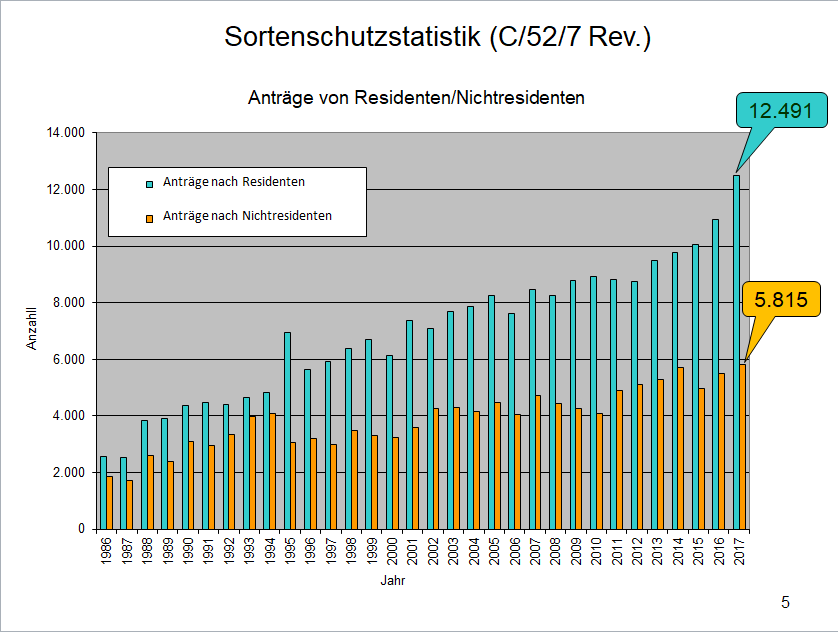 Sortenschutzstatistik (C/52/7 Rev.)
Anträge von Residenten/Nichtresidenten
12.491
14.000
12.000
10.000
8.000
6.000
4.000
2.000
0
Anzahll
Anträge nach Residenten
Anträge nach Nichtresidenten
5.815
1986 1987 1988 1989 1990 1991 1992 1993 1994 1995 1996 1997 1998 1999 2000 2001 2002 2003 2004 2005 2006 2007 2008 2009 2010 2011 2012 2013 2014 2015 2016 2017
Jahr
5